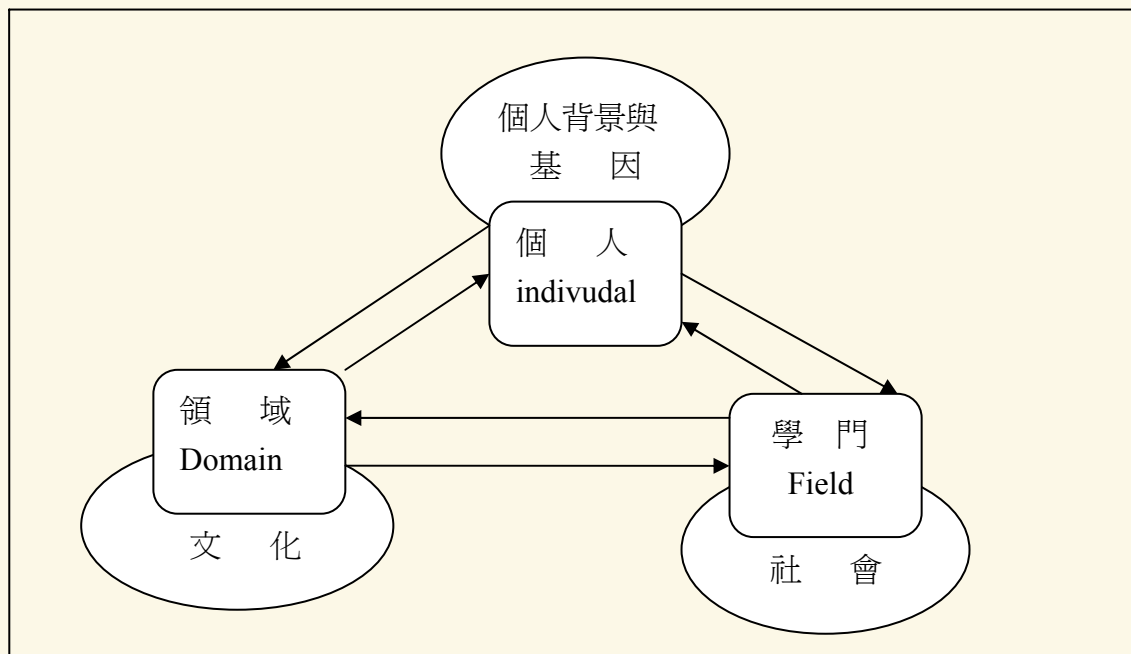 個人背景與
基 因
個 人
indivudal
領 域
Domain
文 化
學 門
Field
社 會